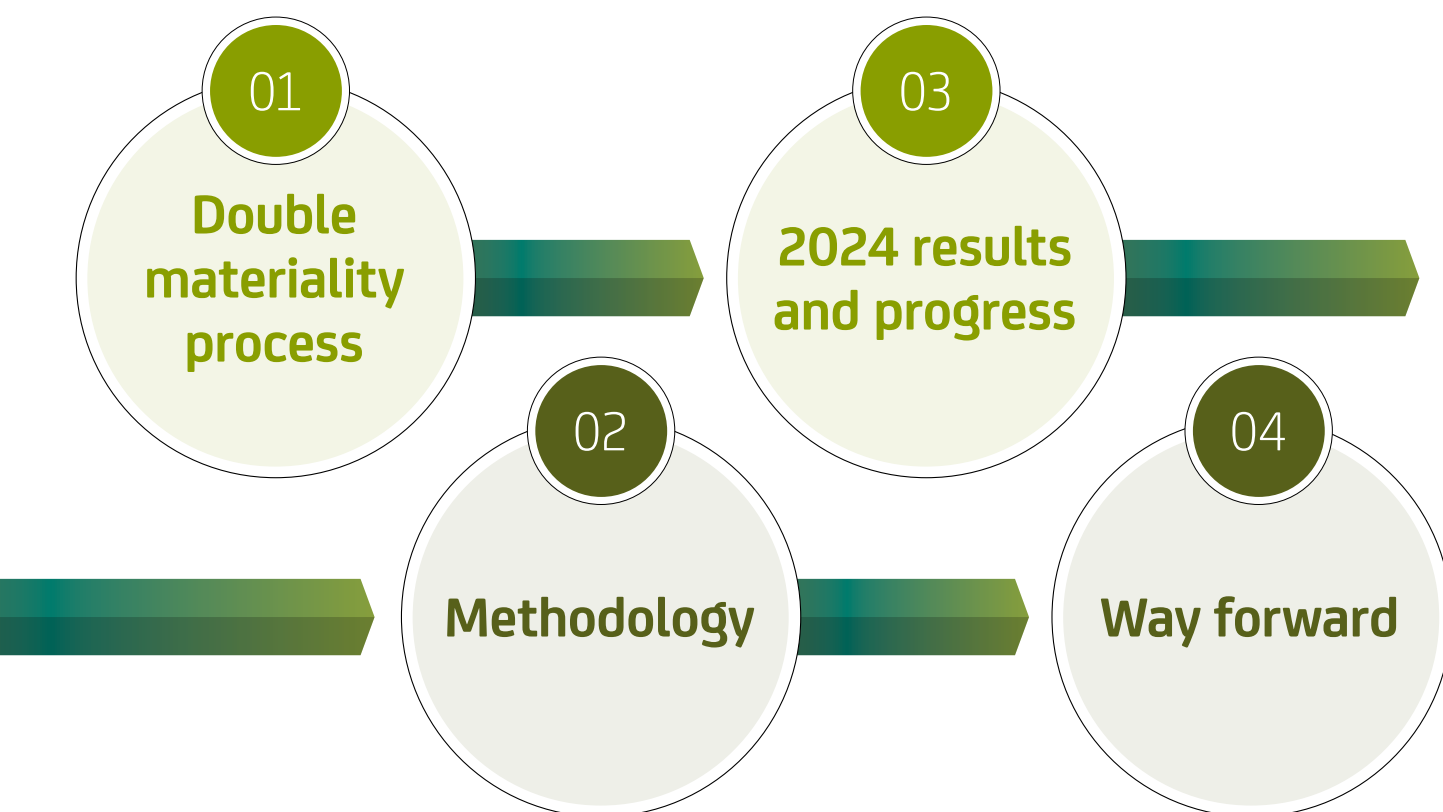 01
Double
materiality
process
02
Methodology
03
2024 results
and progress
04
Way forward